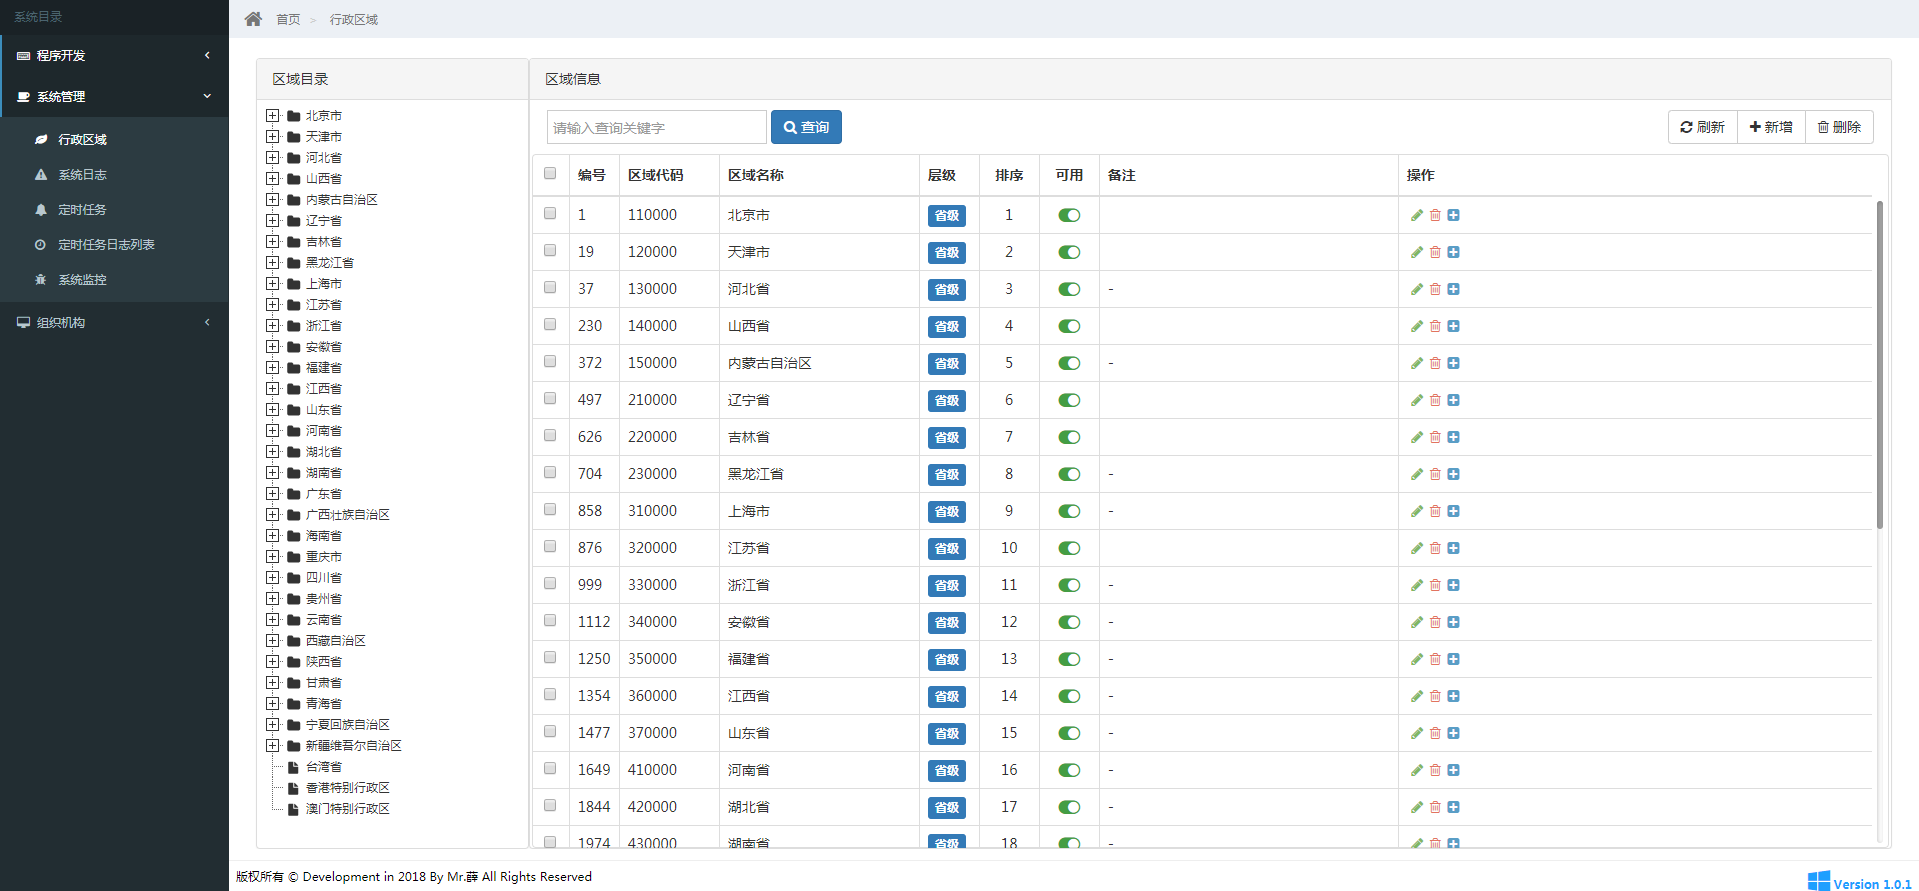 系统目录
程序开发
系统管理
行政区域
系统日志
定时任务
定时任务日志列表
系统监控
组织机构
首页 > 行政区域
区域目录
北京市
天津市
河北省
山西省
内蒙古自治区
辽宁省
吉林省
黑龙江省
上海市
江苏省
浙江省
安徽省
福建省
江西省
山东省
河南省
湖北省
湖南省
广东省
广西壮族自治区
海南省
重庆市
四川省
贵州省
云南省
西藏自治区
陕西省
甘肃省
青海省
宁夏回族自治区
新疆维吾尔自治区
台湾省
香港特别行政区
澳门特别行政区
区域信息
请输入查询关键字 查询 刷新 新增 删除
编号 区域代码 区域名称 层级 排序 可用 备注 操作
1 110000 北京市 省级 1
19 120000 天津市 省级 2
37 130000 河北省 省级 3 -
230 140000 山西省 省级 4
372 150000 内蒙古自治区 省级 5 -
497 210000 辽宁省 省级 6
626 220000 吉林省 省级 7
704 230000 黑龙江省 省级 8 -
858 310000 上海市 省级 9 -
876 320000 江苏省 省级 10
999 330000 浙江省 省级 11 -
1112 340000 安徽省 省级 12 -
1250 350000 福建省 省级 13 -
1354 360000 江西省 省级 14 -
1477 370000 山东省 省级 15 -
1649 410000 河南省 省级 16 -
1844 420000 湖北省 省级 17 -
1974 430000 湖南省 省级 18 -
版权所有 © Development in 2018 By Mr.薛 All Rights Reserved
Version 1.0.1